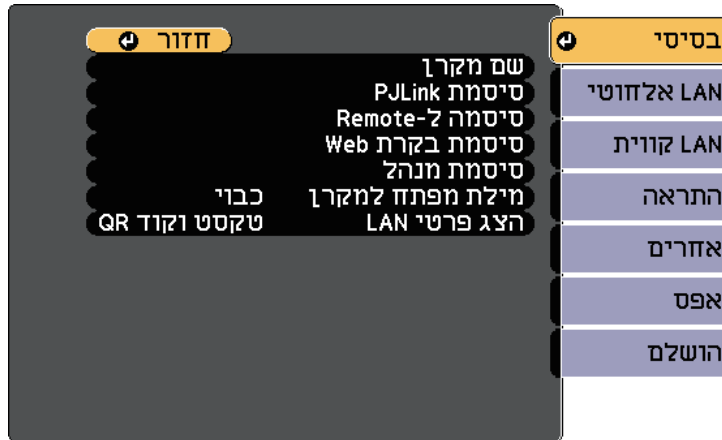 בסיסי
LAN אלחוטי
LAN קווית
התראה
אחרים
אפס
הושלם
חזור
שם מקרן
סיסמת PJLink
סיסמה ל-Remote
סיסמת בקרת Web
סיסמת מנהל
מילת מפתח למקרן כבוי
הצג פרטי LAN טקסט וקוד QR